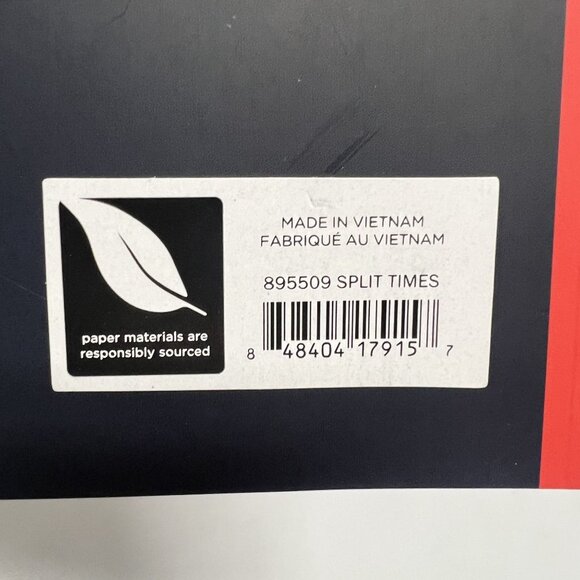 MADE IN VIETNAM
FABRIQUÉ AU VIETNAM
895509 SPLIT TIMES
8 48404 17915 7
paper materials are
responsibly sourced